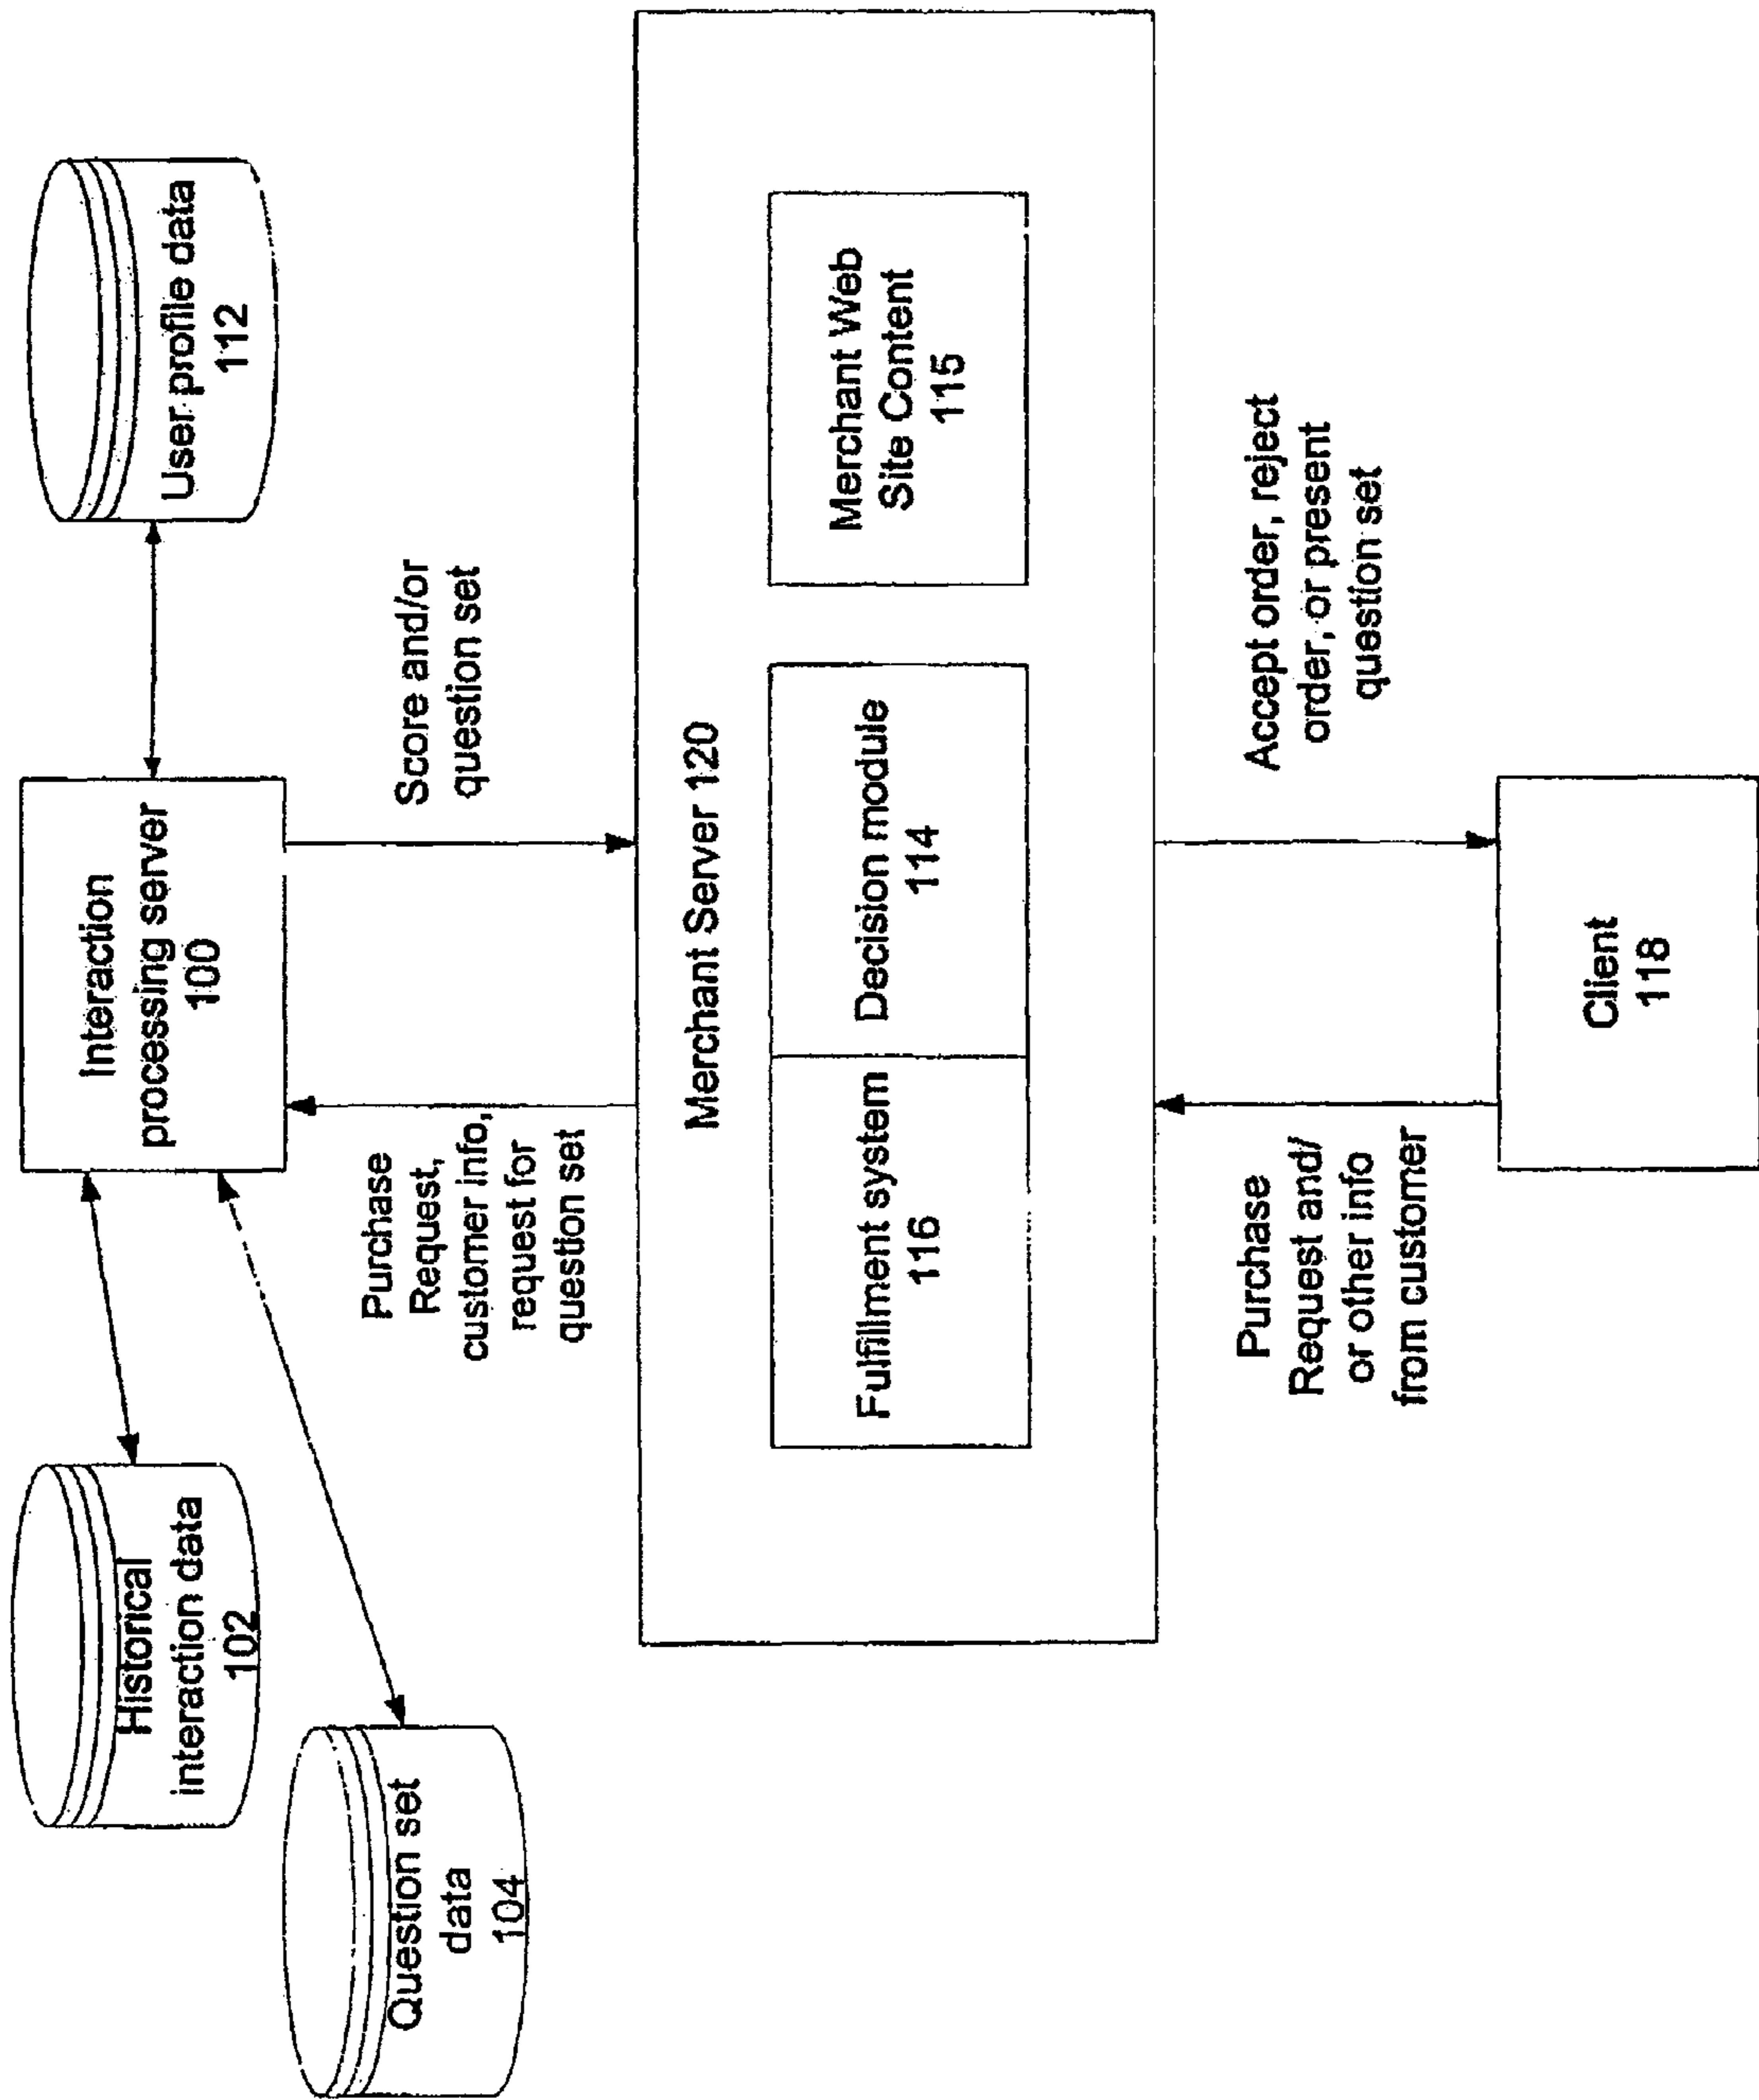 Historical
interaction data
102
Question set
data
104
Interaction
processing server
100
User profile data
112
Purchase
Request,
customer info,
request for
question set
Score and/or
question set
Merchant Server 120
Fulfillment system
116
Decision module
114
Merchant Web
Site Content
115
Purchase
Request and/
or other info
from customer
Accept order, reject
order, or present
question set
Client
118